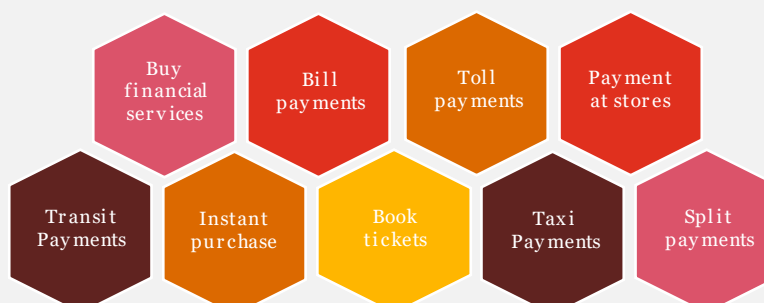 Buy
financial
services
Bill
payments
Toll
payments
Payment
at stores
Transit
Payments
Instant
purchase
Book
tickets
Taxi
Payments
Split
payments